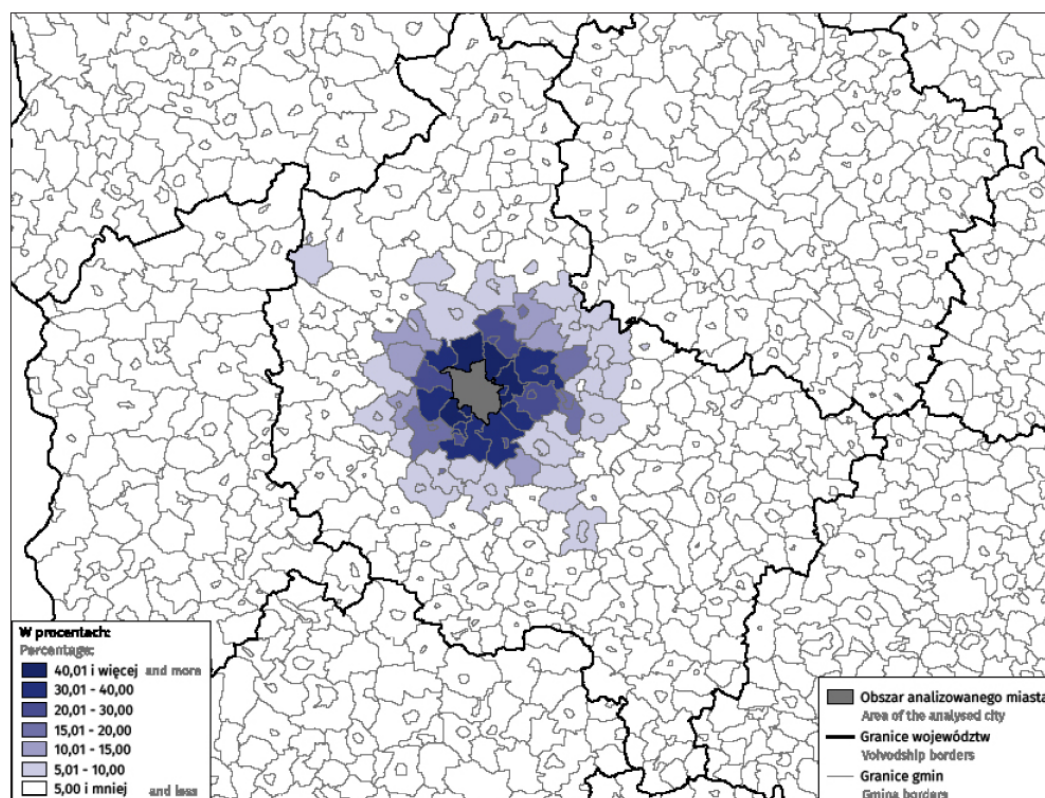 W procentach:
Percentage:
40,01 i więcej and more
30,01 - 40,00
20,01 - 30,00
15,01 - 20,00
10,01 - 15,00
5,01 - 10,00
5,00 i mniej and less
Obszar analizowanego miasta
Area of the analysed city
Granice województw
Voivodship borders
Granice gmin
Gmina borders